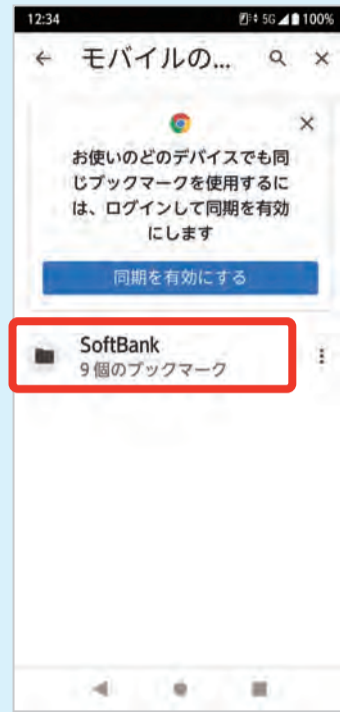 12:34 5G 100%
モバイルの...
お使いのどのデバイスでも同
じブックマークを使用するに
は、ログインして同期を有効
にします
同期を有効にする
SoftBank
9個のブックマーク